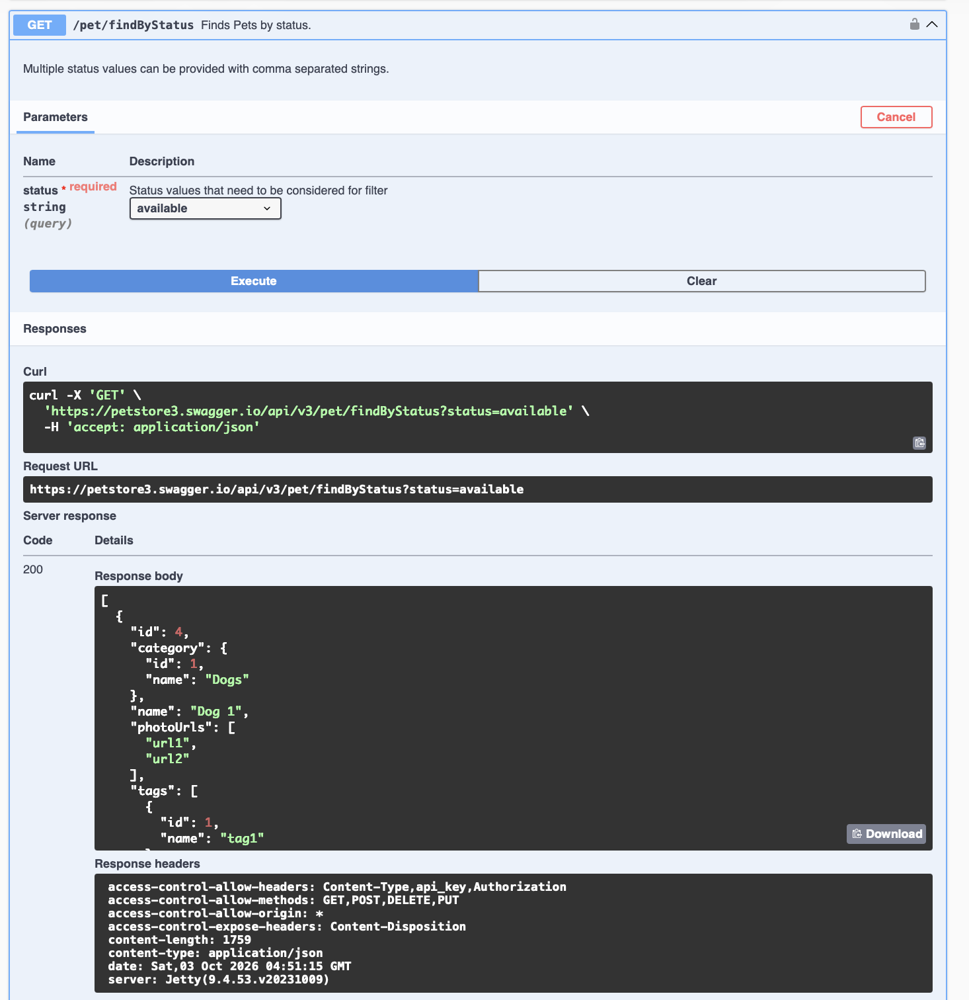 GET /pet/findByStatus Finds Pets by status.
Multiple status values can be provided with comma separated strings.
Parameters
Cancel
Name Description
status * required
string
(query)
Status values that need to be considered for filter
available
Execute
Clear
Responses
Curl
curl -X 'GET' \
  'https://petstore3.swagger.io/api/v3/pet/findByStatus?status=available' \
  -H 'accept: application/json'
Request URL
https://petstore3.swagger.io/api/v3/pet/findByStatus?status=available
Server response
Code Details
200
Response body
[
  {
    "id": 4,
    "category": {
      "id": 1,
      "name": "Dogs"
    },
    "name": "Dog 1",
    "photoUrls": [
      "url1",
      "url2"
    ],
    "tags": [
      {
        "id": 1,
        "name": "tag1"
Download
Response headers
access-control-allow-headers: Content-Type,api_key,Authorization
access-control-allow-methods: GET,POST,DELETE,PUT
access-control-allow-origin: *
access-control-expose-headers: Content-Disposition
content-length: 1759
content-type: application/json
date: Sat,03 Oct 2026 04:51:15 GMT
server: Jetty(9.4.53.v20231009)